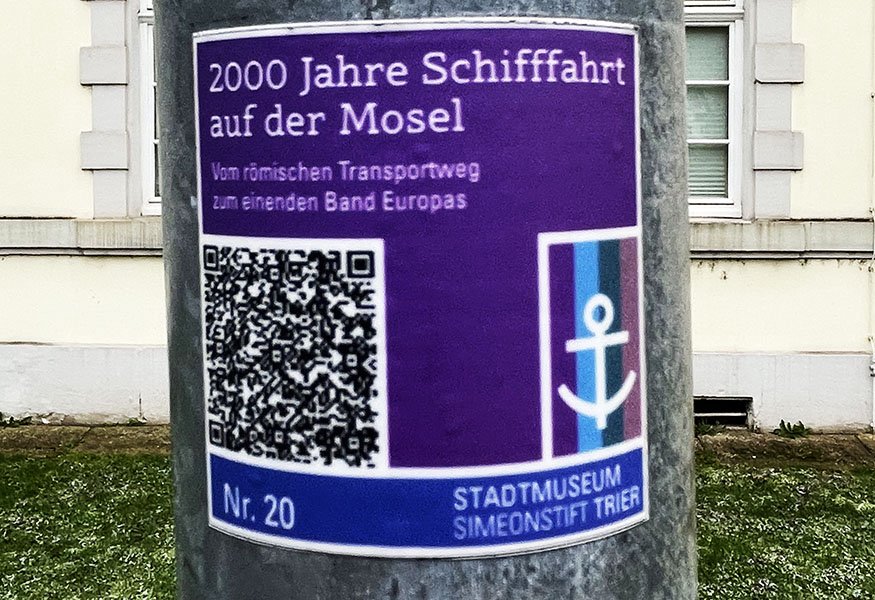 2000 Jahre Schifffahrt
auf der Mosel
Vom römischen Transportweg
zum einenden Band Europas
Nr. 20
STADTMUSEUM
SIMEONSTIFT TRIER